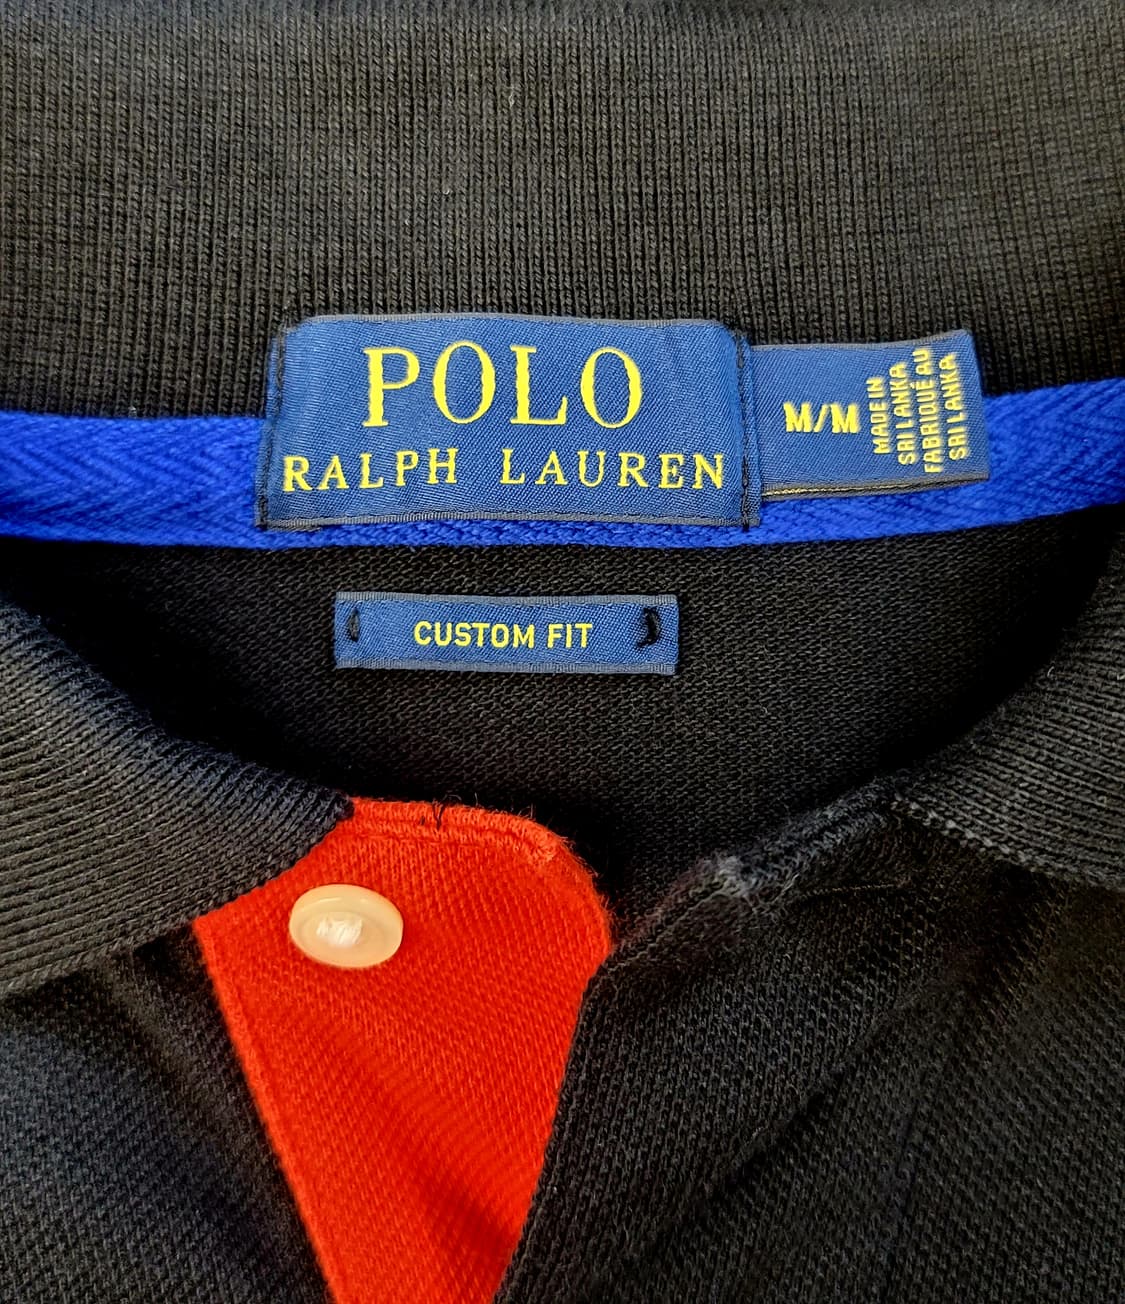 POLO
RALPH LAUREN
M/M
MADE IN
SRI LANKA
FABRIQUÉ AU
SRI LANKA
CUSTOM FIT